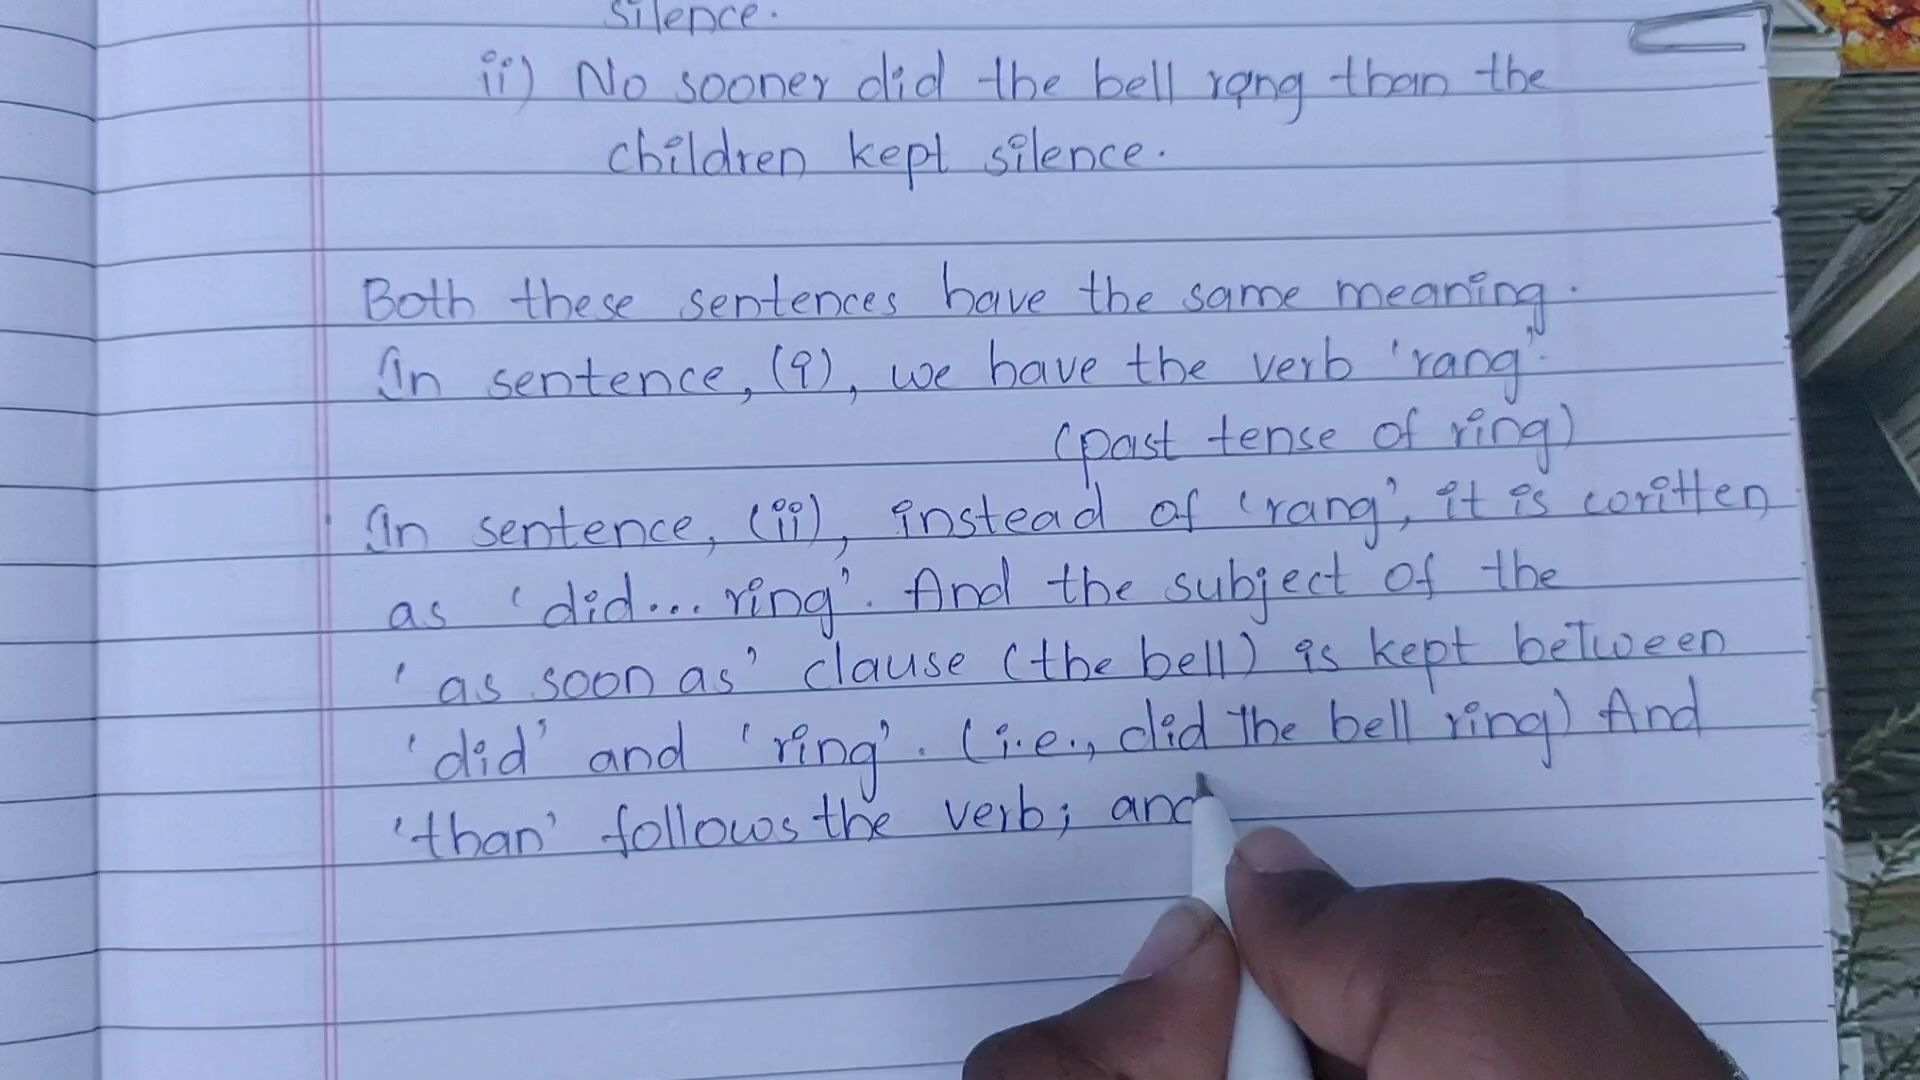 silence.
ii) No sooner did the bell rang than the
children kept silence.
Both these sentences have the same meaning.
In sentence, (i), we have the verb 'rang'.
(past tense of ring)
In sentence, (ii), instead of 'rang', it is written
as 'did... ring'. And the subject of the
'as soon as' clause (the bell) is kept between
'did' and 'ring'. (i.e., did the bell ring) And
'than' follows the verb; and